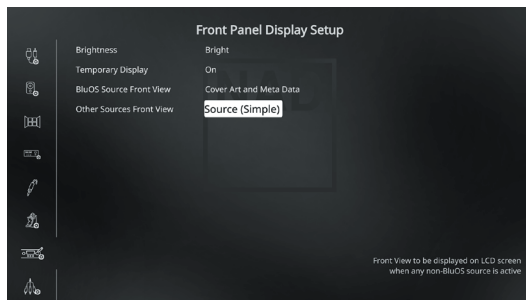 Front Panel Display Setup
Brightness Bright
Temporary Display On
BluOS Source Front View Cover Art and Meta Data
Other Sources Front View Source (Simple)
NAD
Front View to be displayed on LCD screen
when any non-BluOS source is active